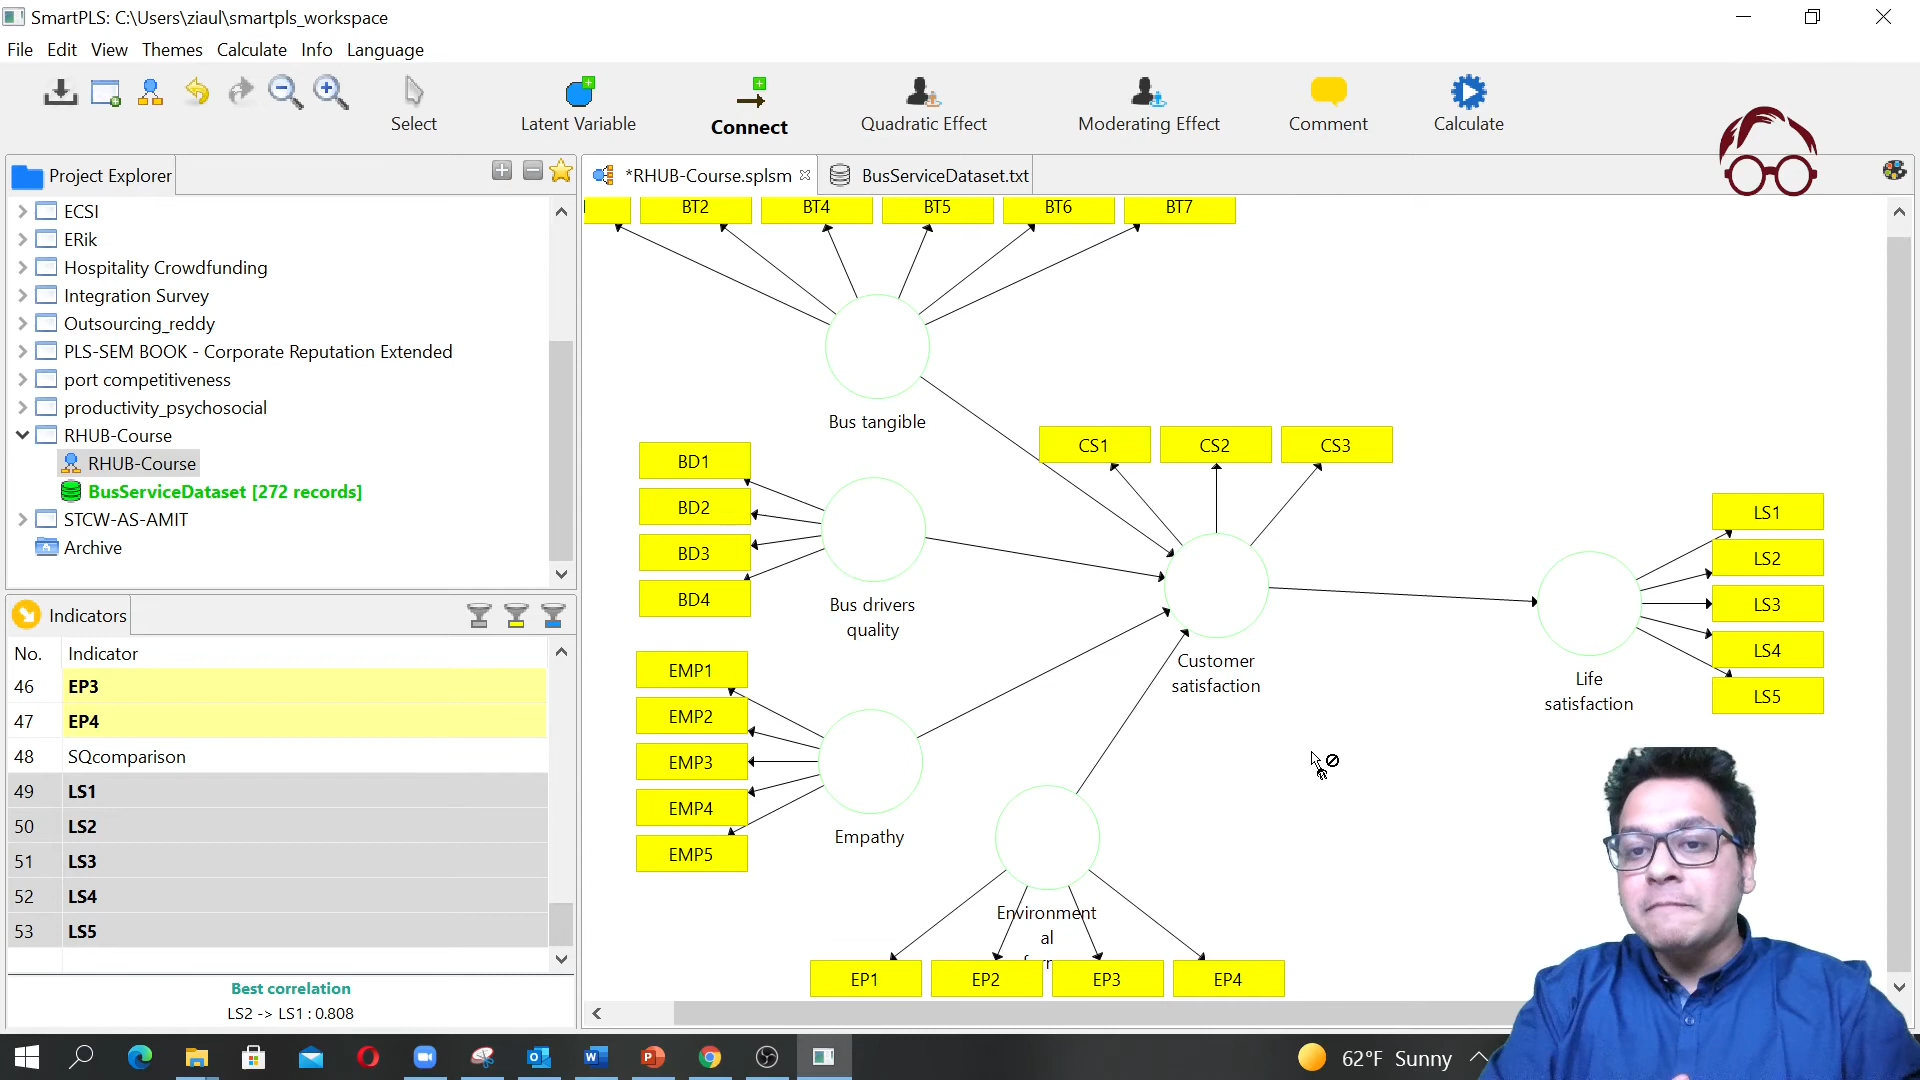 SmartPLS: C:\Users\ziaul\smartpls_workspace
File Edit View Themes Calculate Info Language
Select
Latent Variable
Connect
Quadratic Effect
Moderating Effect
Comment
Calculate
Project Explorer
*RHUB-Course.splsm
BusServiceDataset.txt
ECSI
ERik
Hospitality Crowdfunding
Integration Survey
Outsourcing_reddy
PLS-SEM BOOK - Corporate Reputation Extended
port competitiveness
productivity_psychosocial
RHUB-Course
RHUB-Course
BusServiceDataset [272 records]
STCW-AS-AMIT
Archive
Indicators
No. Indicator
46 EP3
47 EP4
48 SQcomparison
49 LS1
50 LS2
51 LS3
52 LS4
53 LS5
Best correlation
LS2 -> LS1 : 0.808
BT2 BT4 BT5 BT6 BT7
Bus tangible
CS1 CS2 CS3
BD1
BD2
BD3
BD4
Bus drivers
quality
Customer
satisfaction
LS1
LS2
LS3
LS4
LS5
Life
satisfaction
EMP1
EMP2
EMP3
EMP4
EMP5
Empathy
Environment
al
EP1 EP2 EP3 EP4
62°F Sunny